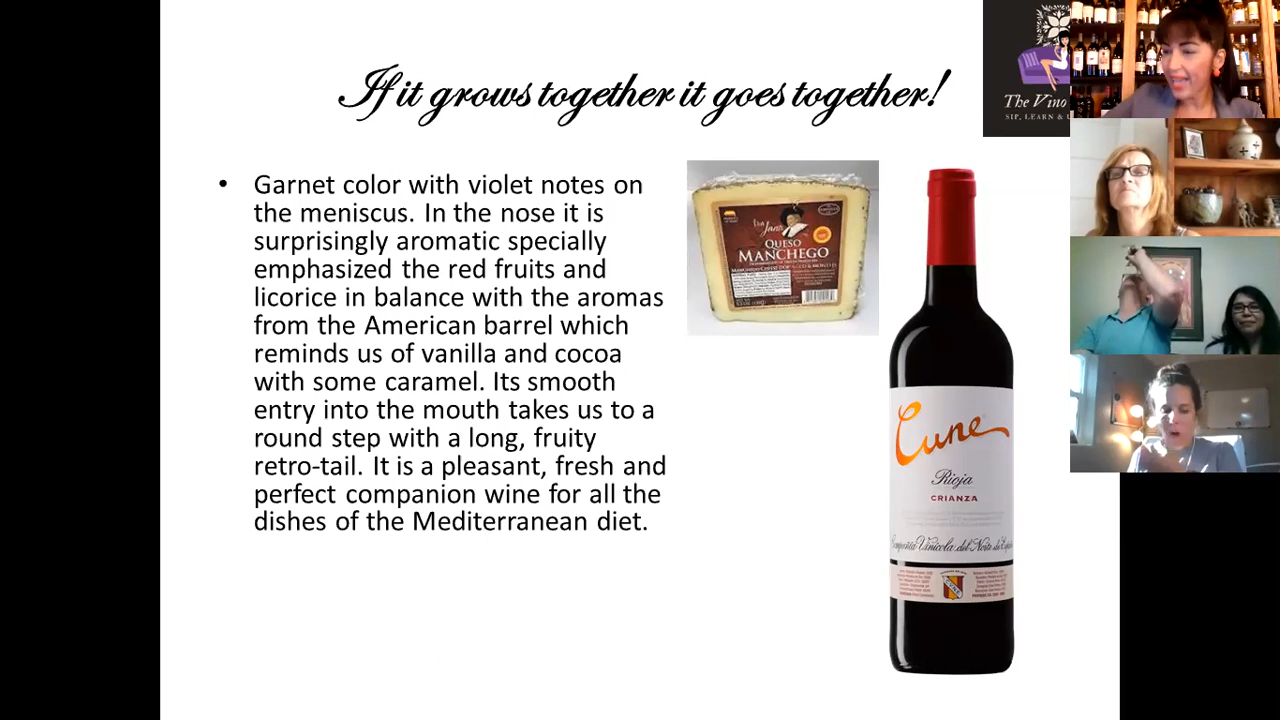 If it grows together it goes together!
The Vino
SIP, LEARN &
• Garnet color with violet notes on
the meniscus. In the nose it is
surprisingly aromatic specially
emphasized the red fruits and
licorice in balance with the aromas
from the American barrel which
reminds us of vanilla and cocoa
with some caramel. Its smooth
entry into the mouth takes us to a
round step with a long, fruity
retro-tail. It is a pleasant, fresh and
perfect companion wine for all the
dishes of the Mediterranean diet.
QUESO
MANCHEGO
Cune
Rioja
CRIANZA
Compañía Vinícola del Norte de